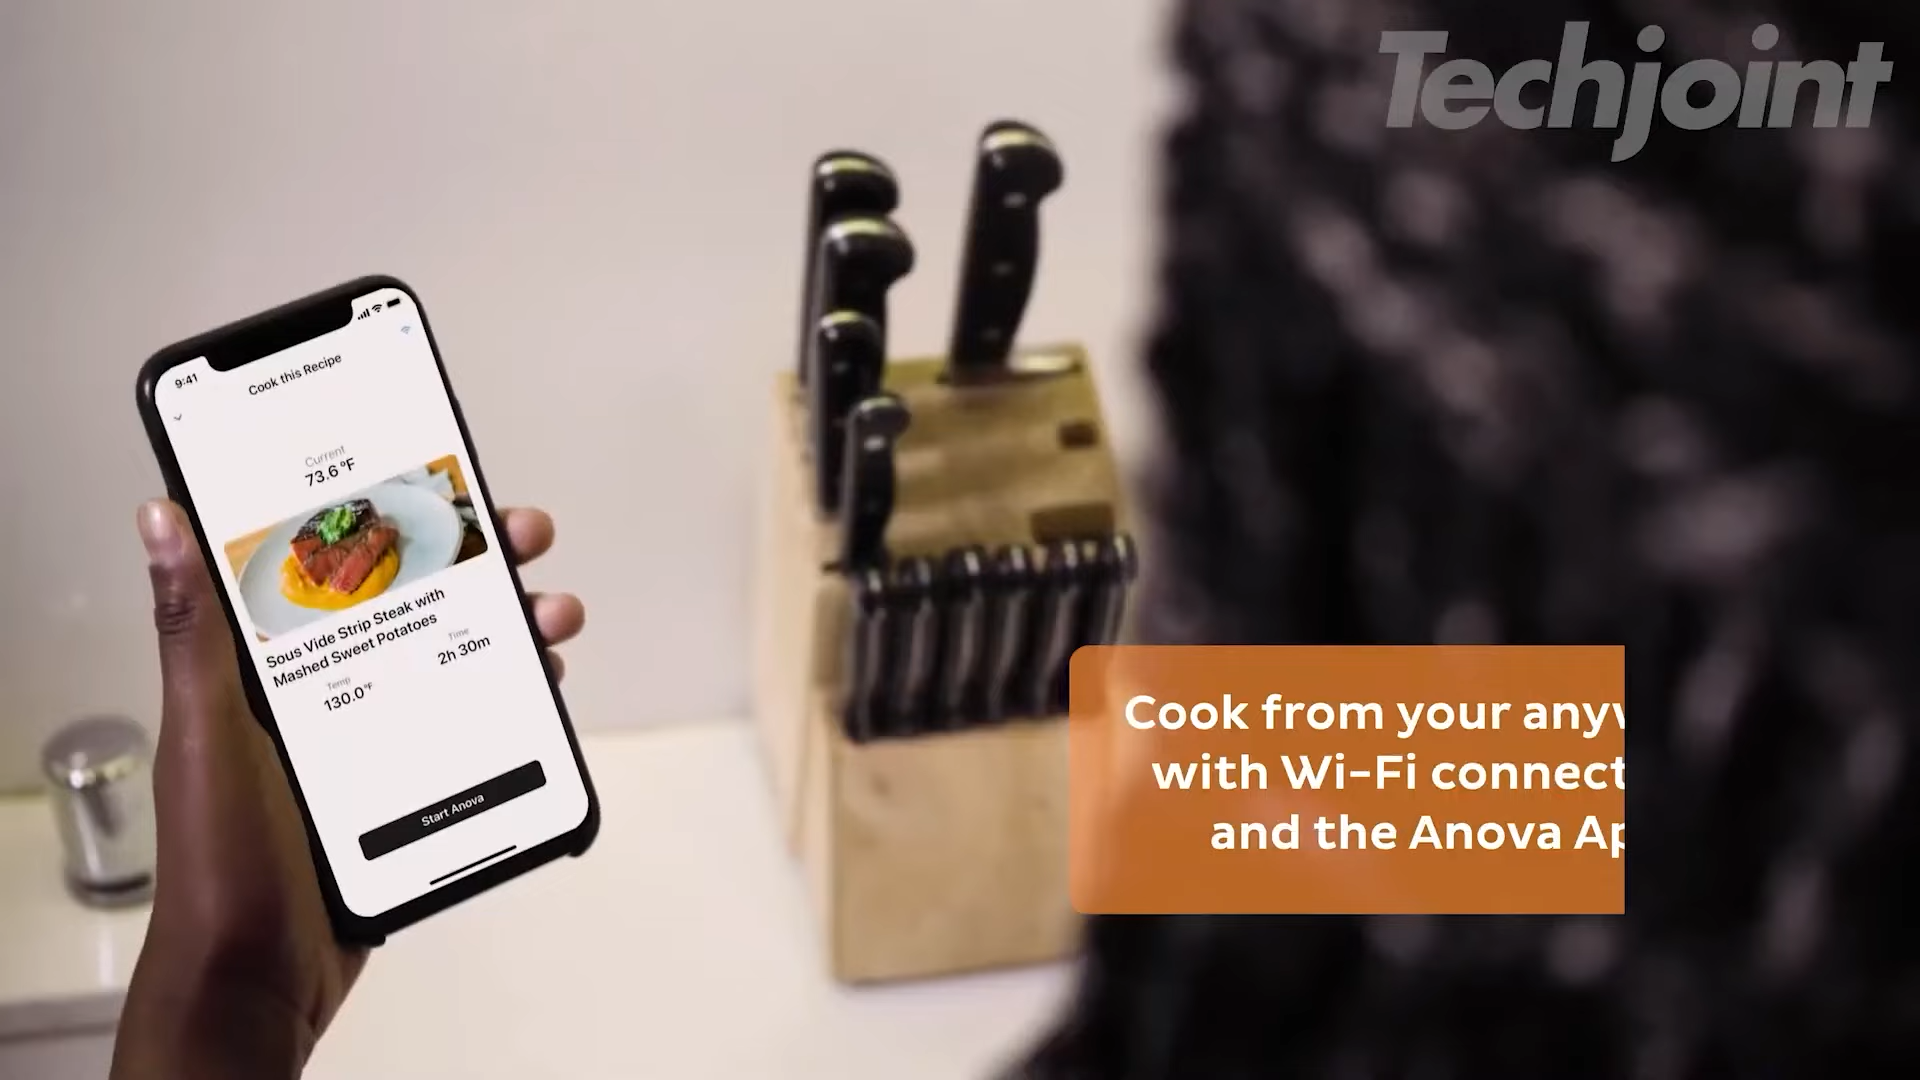 Techjoint
9:41
Cook this Recipe
Current
73.6 °F
Sous Vide Strip Steak with
Mashed Sweet Potatoes
Time
2h 30m
Temp
130.0°F
Start Anova
Cook from your any
with Wi-Fi connect
and the Anova Ap